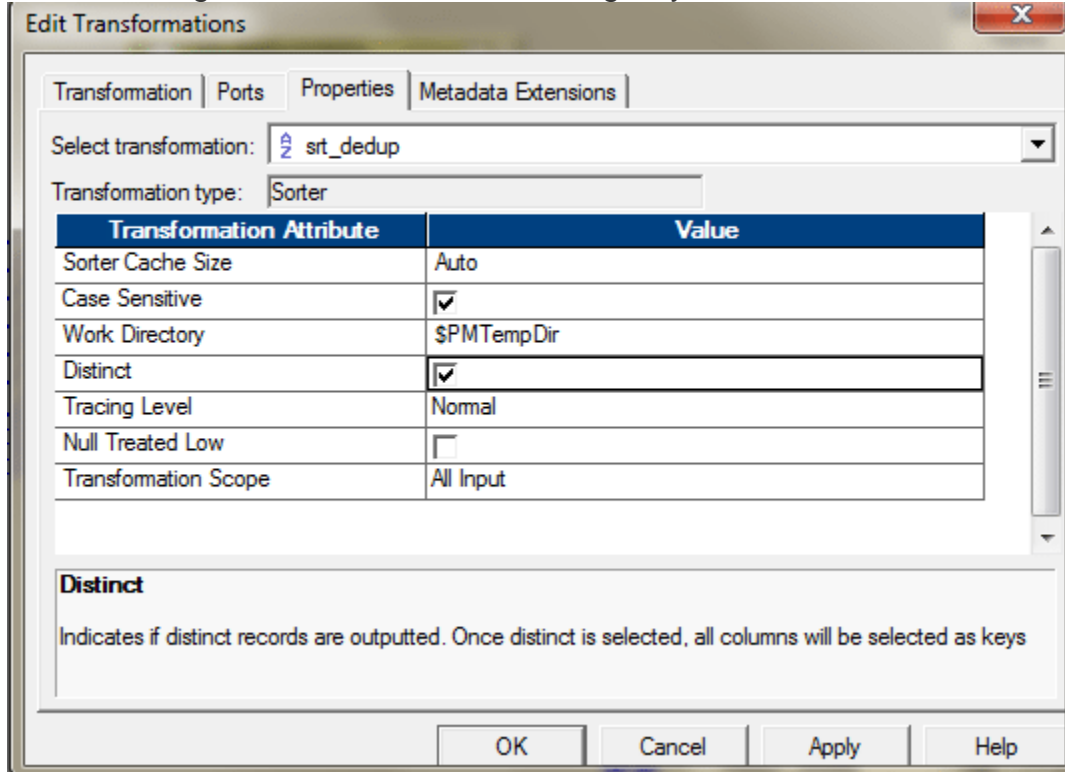 Edit Transformations
Transformation Ports Properties Metadata Extensions
Select transformation: srt_dedup
Transformation type: Sorter
Transformation Attribute Value
Sorter Cache Size Auto
Case Sensitive
Work Directory $PMTempDir
Distinct
Tracing Level Normal
Null Treated Low
Transformation Scope All Input
Distinct
Indicates if distinct records are outputted. Once distinct is selected, all columns will be selected as keys
OK Cancel Apply Help